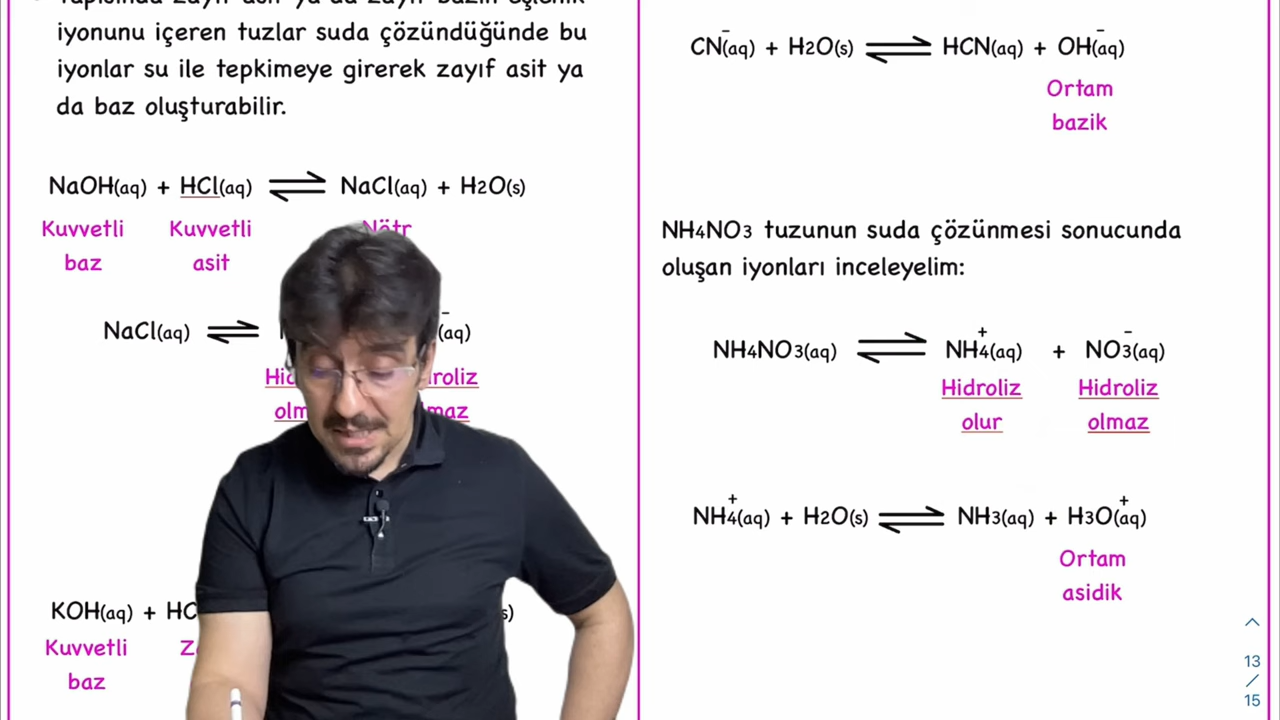 iyonunu içeren tuzlar suda çözündüğünde bu
iyonlar su ile tepkimeye girerek zayıf asit ya
da baz oluşturabilir.
NaOH(aq) + HCl(aq) ⇌ NaCl(aq) + H2O(s)
Kuvvetli Kuvvetli Nötr
baz asit
NaCl(aq) ⇌ -(aq)
KOH(aq) +
Kuvvetli
baz
CN-(aq) + H2O(s) ⇌ HCN(aq) + OH-(aq)
Ortam
bazik
NH4NO3 tuzunun suda çözünmesi sonucunda
oluşan iyonları inceleyelim:
NH4NO3(aq) ⇌ NH4+(aq) + NO3-(aq)
Hidroliz Hidroliz
olur olmaz
NH4+(aq) + H2O(s) ⇌ NH3(aq) + H3O+(aq)
Ortam
asidik
13
/
15